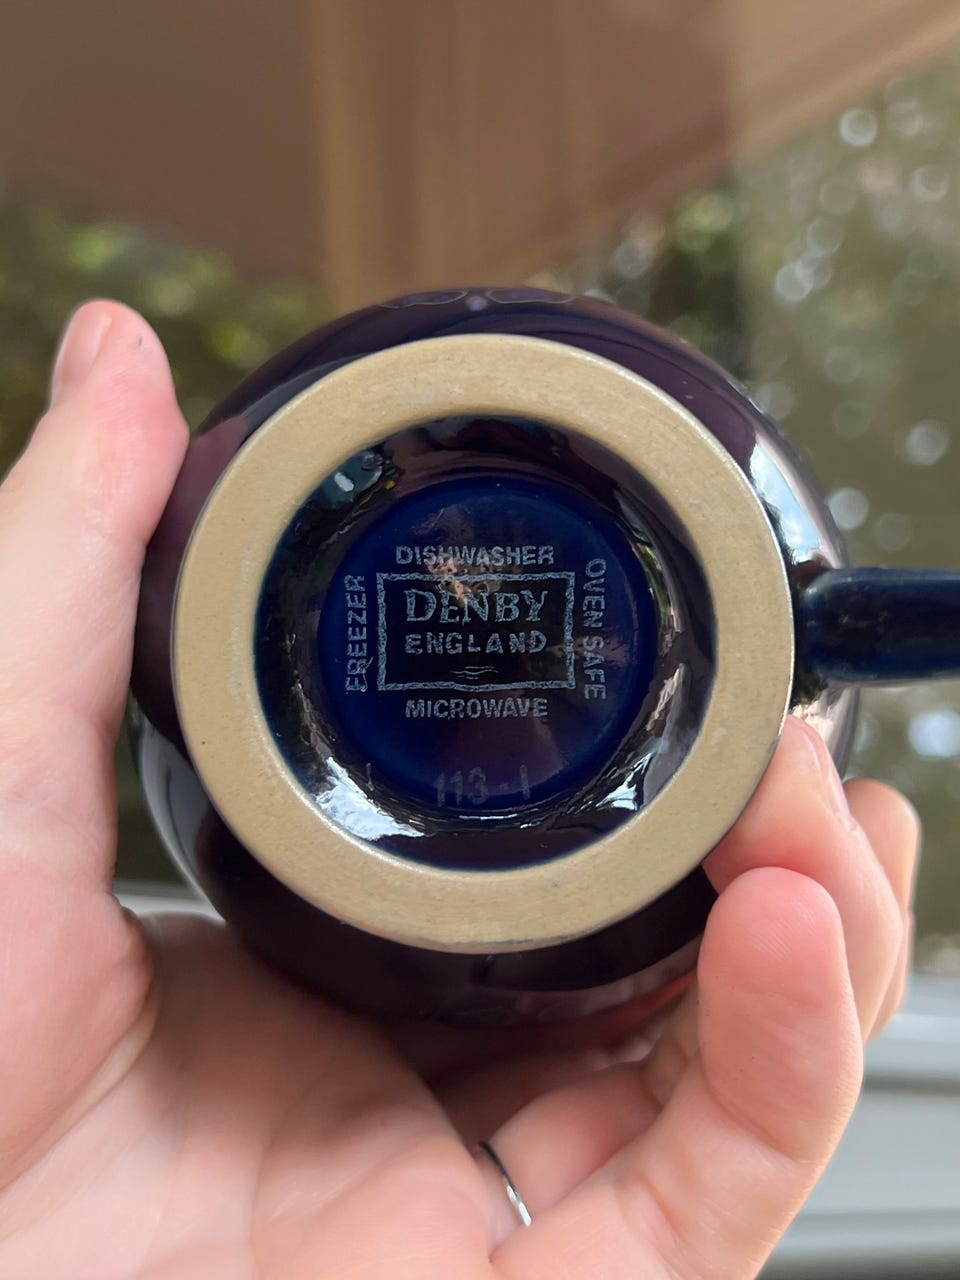 DISHWASHER
FREEZER
DENBY
ENGLAND
OVEN SAFE
MICROWAVE
113 - 1